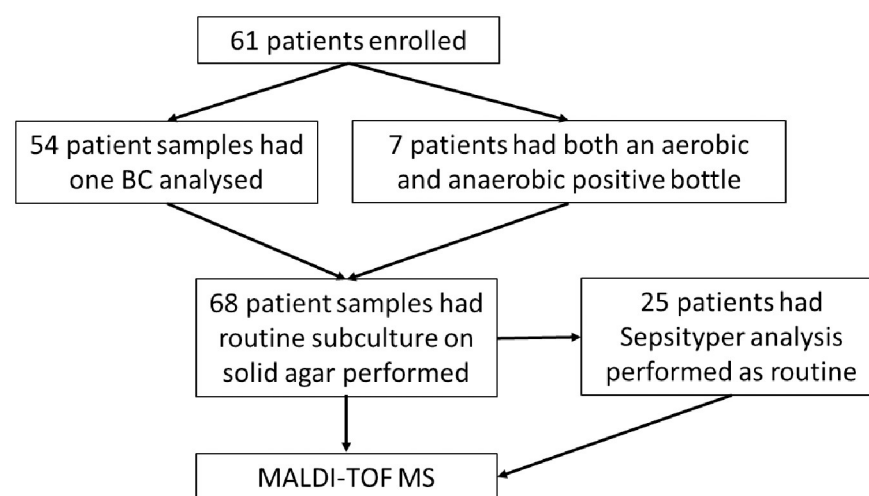 61 patients enrolled
54 patient samples had
one BC analysed
7 patients had both an aerobic
and anaerobic positive bottle
68 patient samples had
routine subculture on
solid agar performed
25 patients had
Sepsityper analysis
performed as routine
MALDI-TOF MS